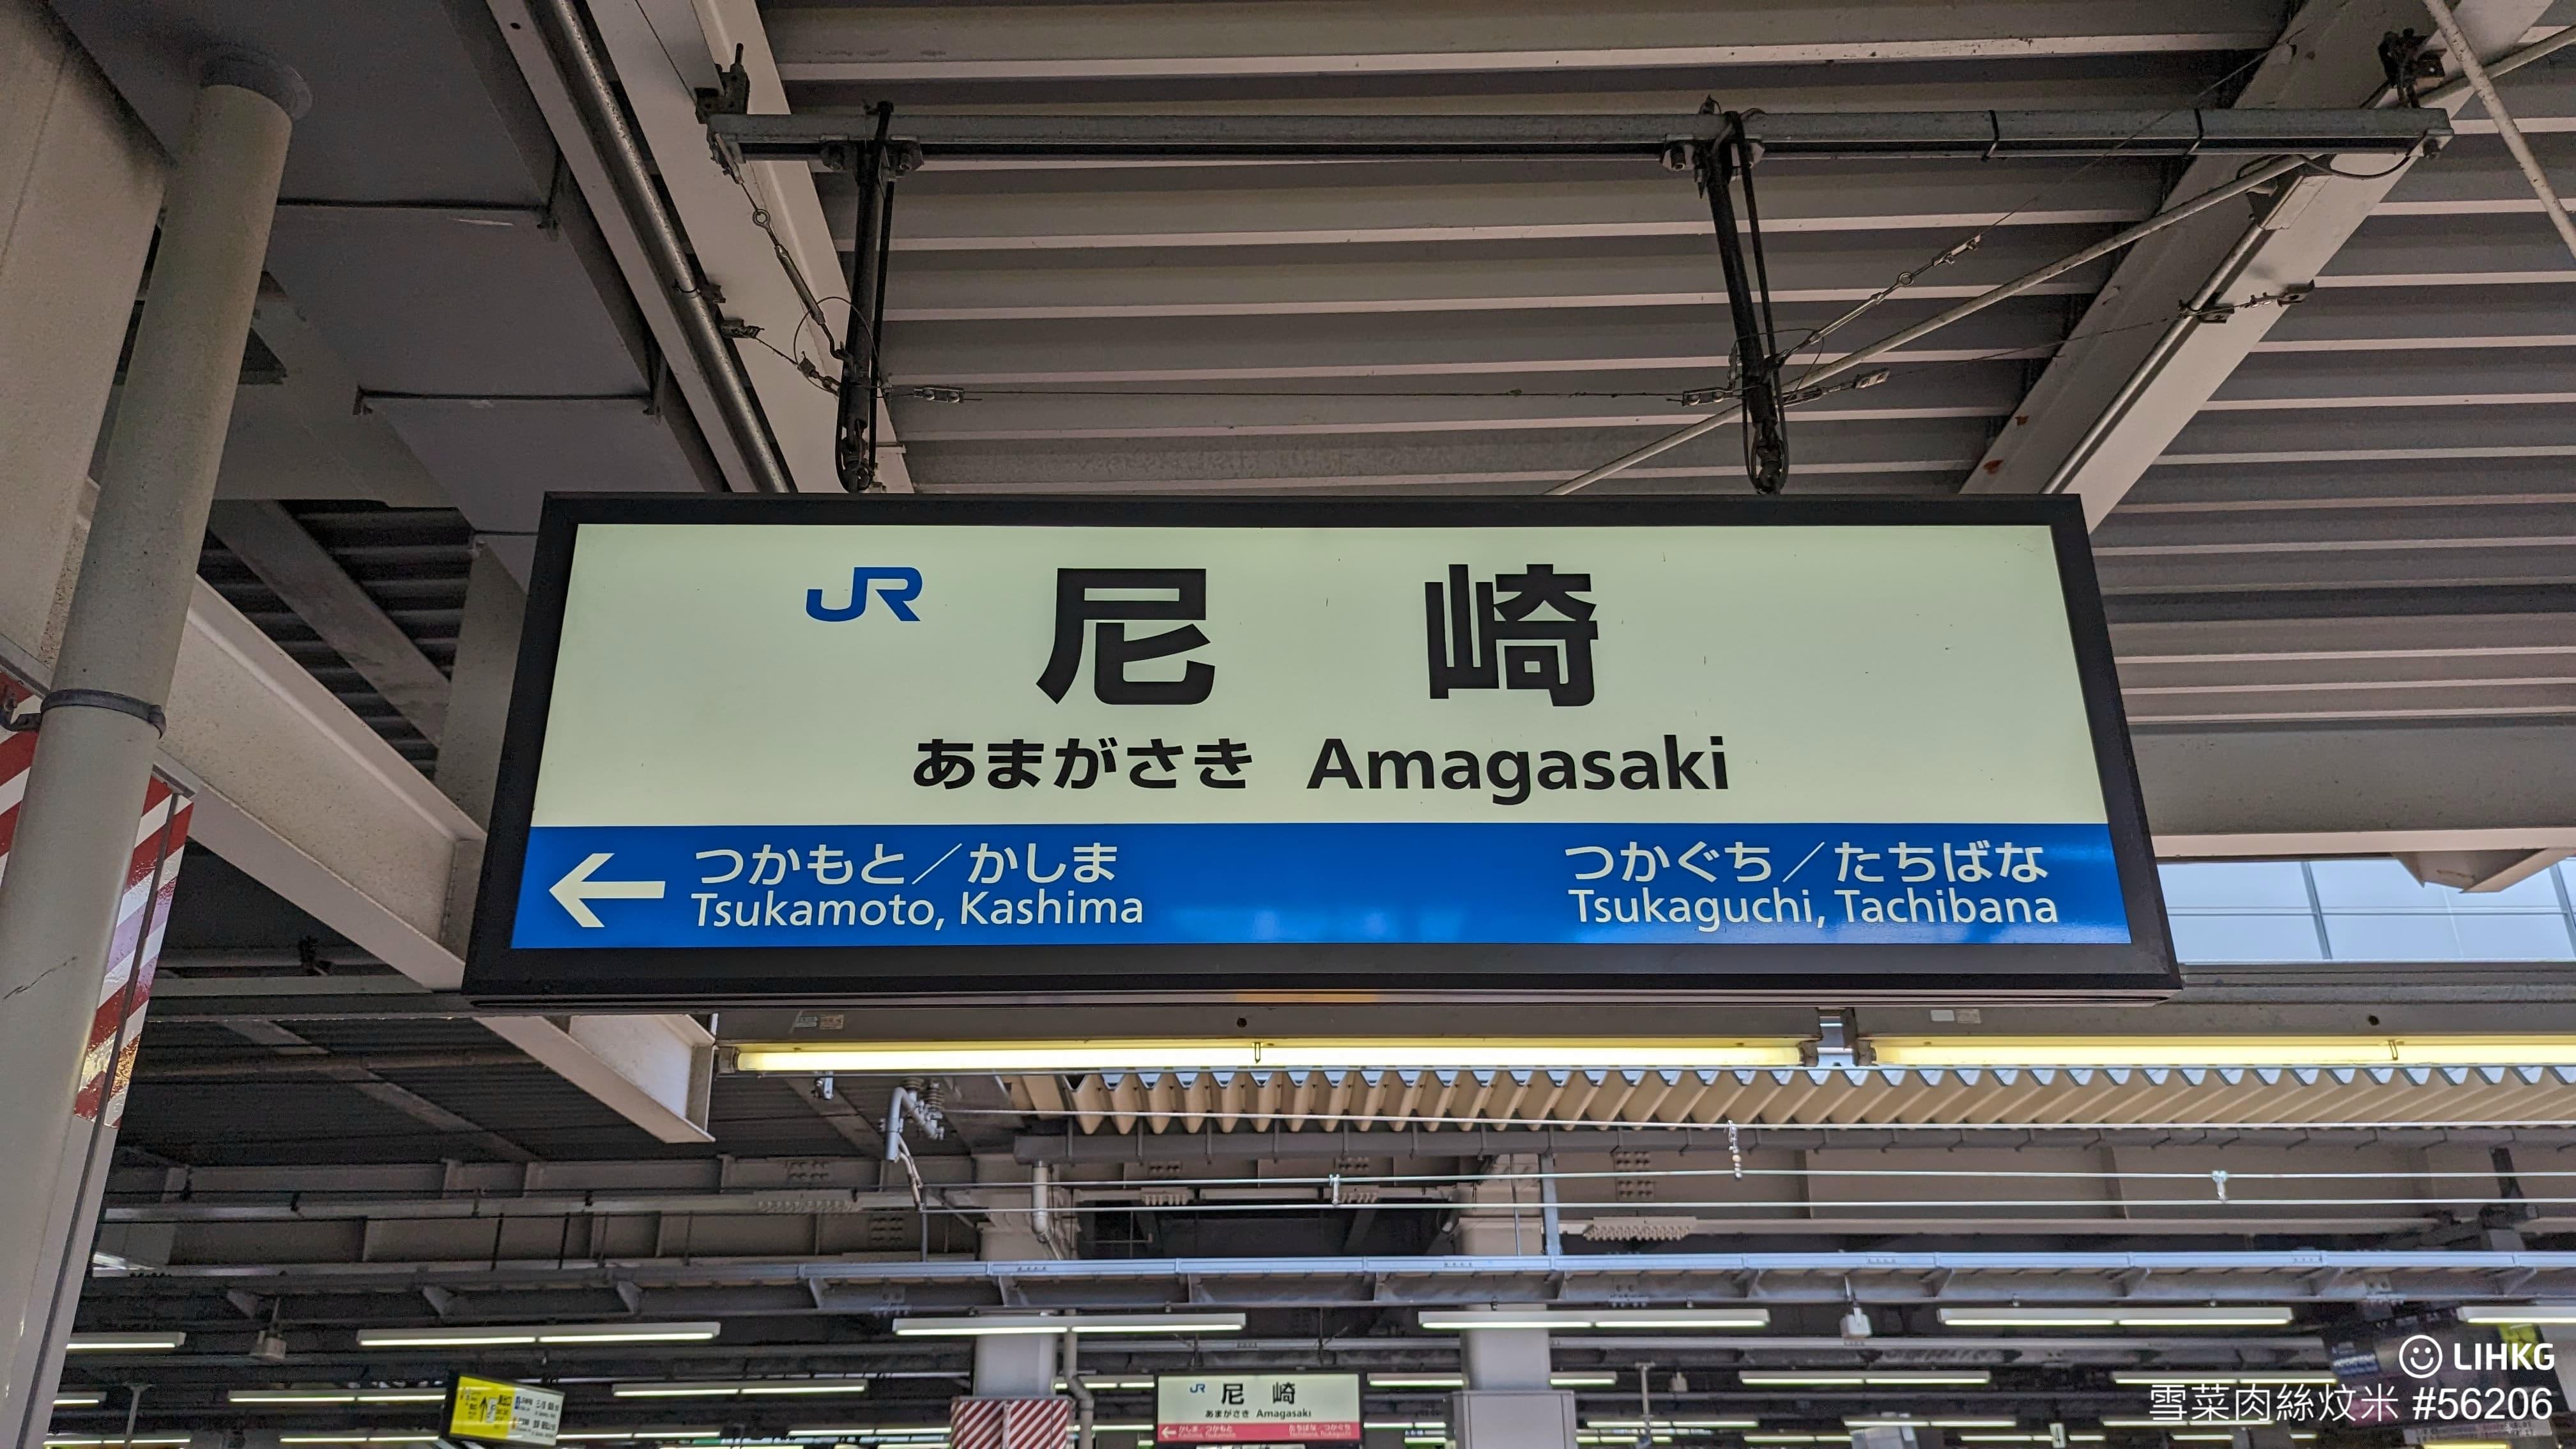 JR 尼崎
あまがさき Amagasaki
← つかもと／かしま つかぐち／たちばな
Tsukamoto, Kashima Tsukaguchi, Tachibana
JR 尼崎
あまがさき Amagasaki
LIHKG
雪菜肉絲炆米 #56206